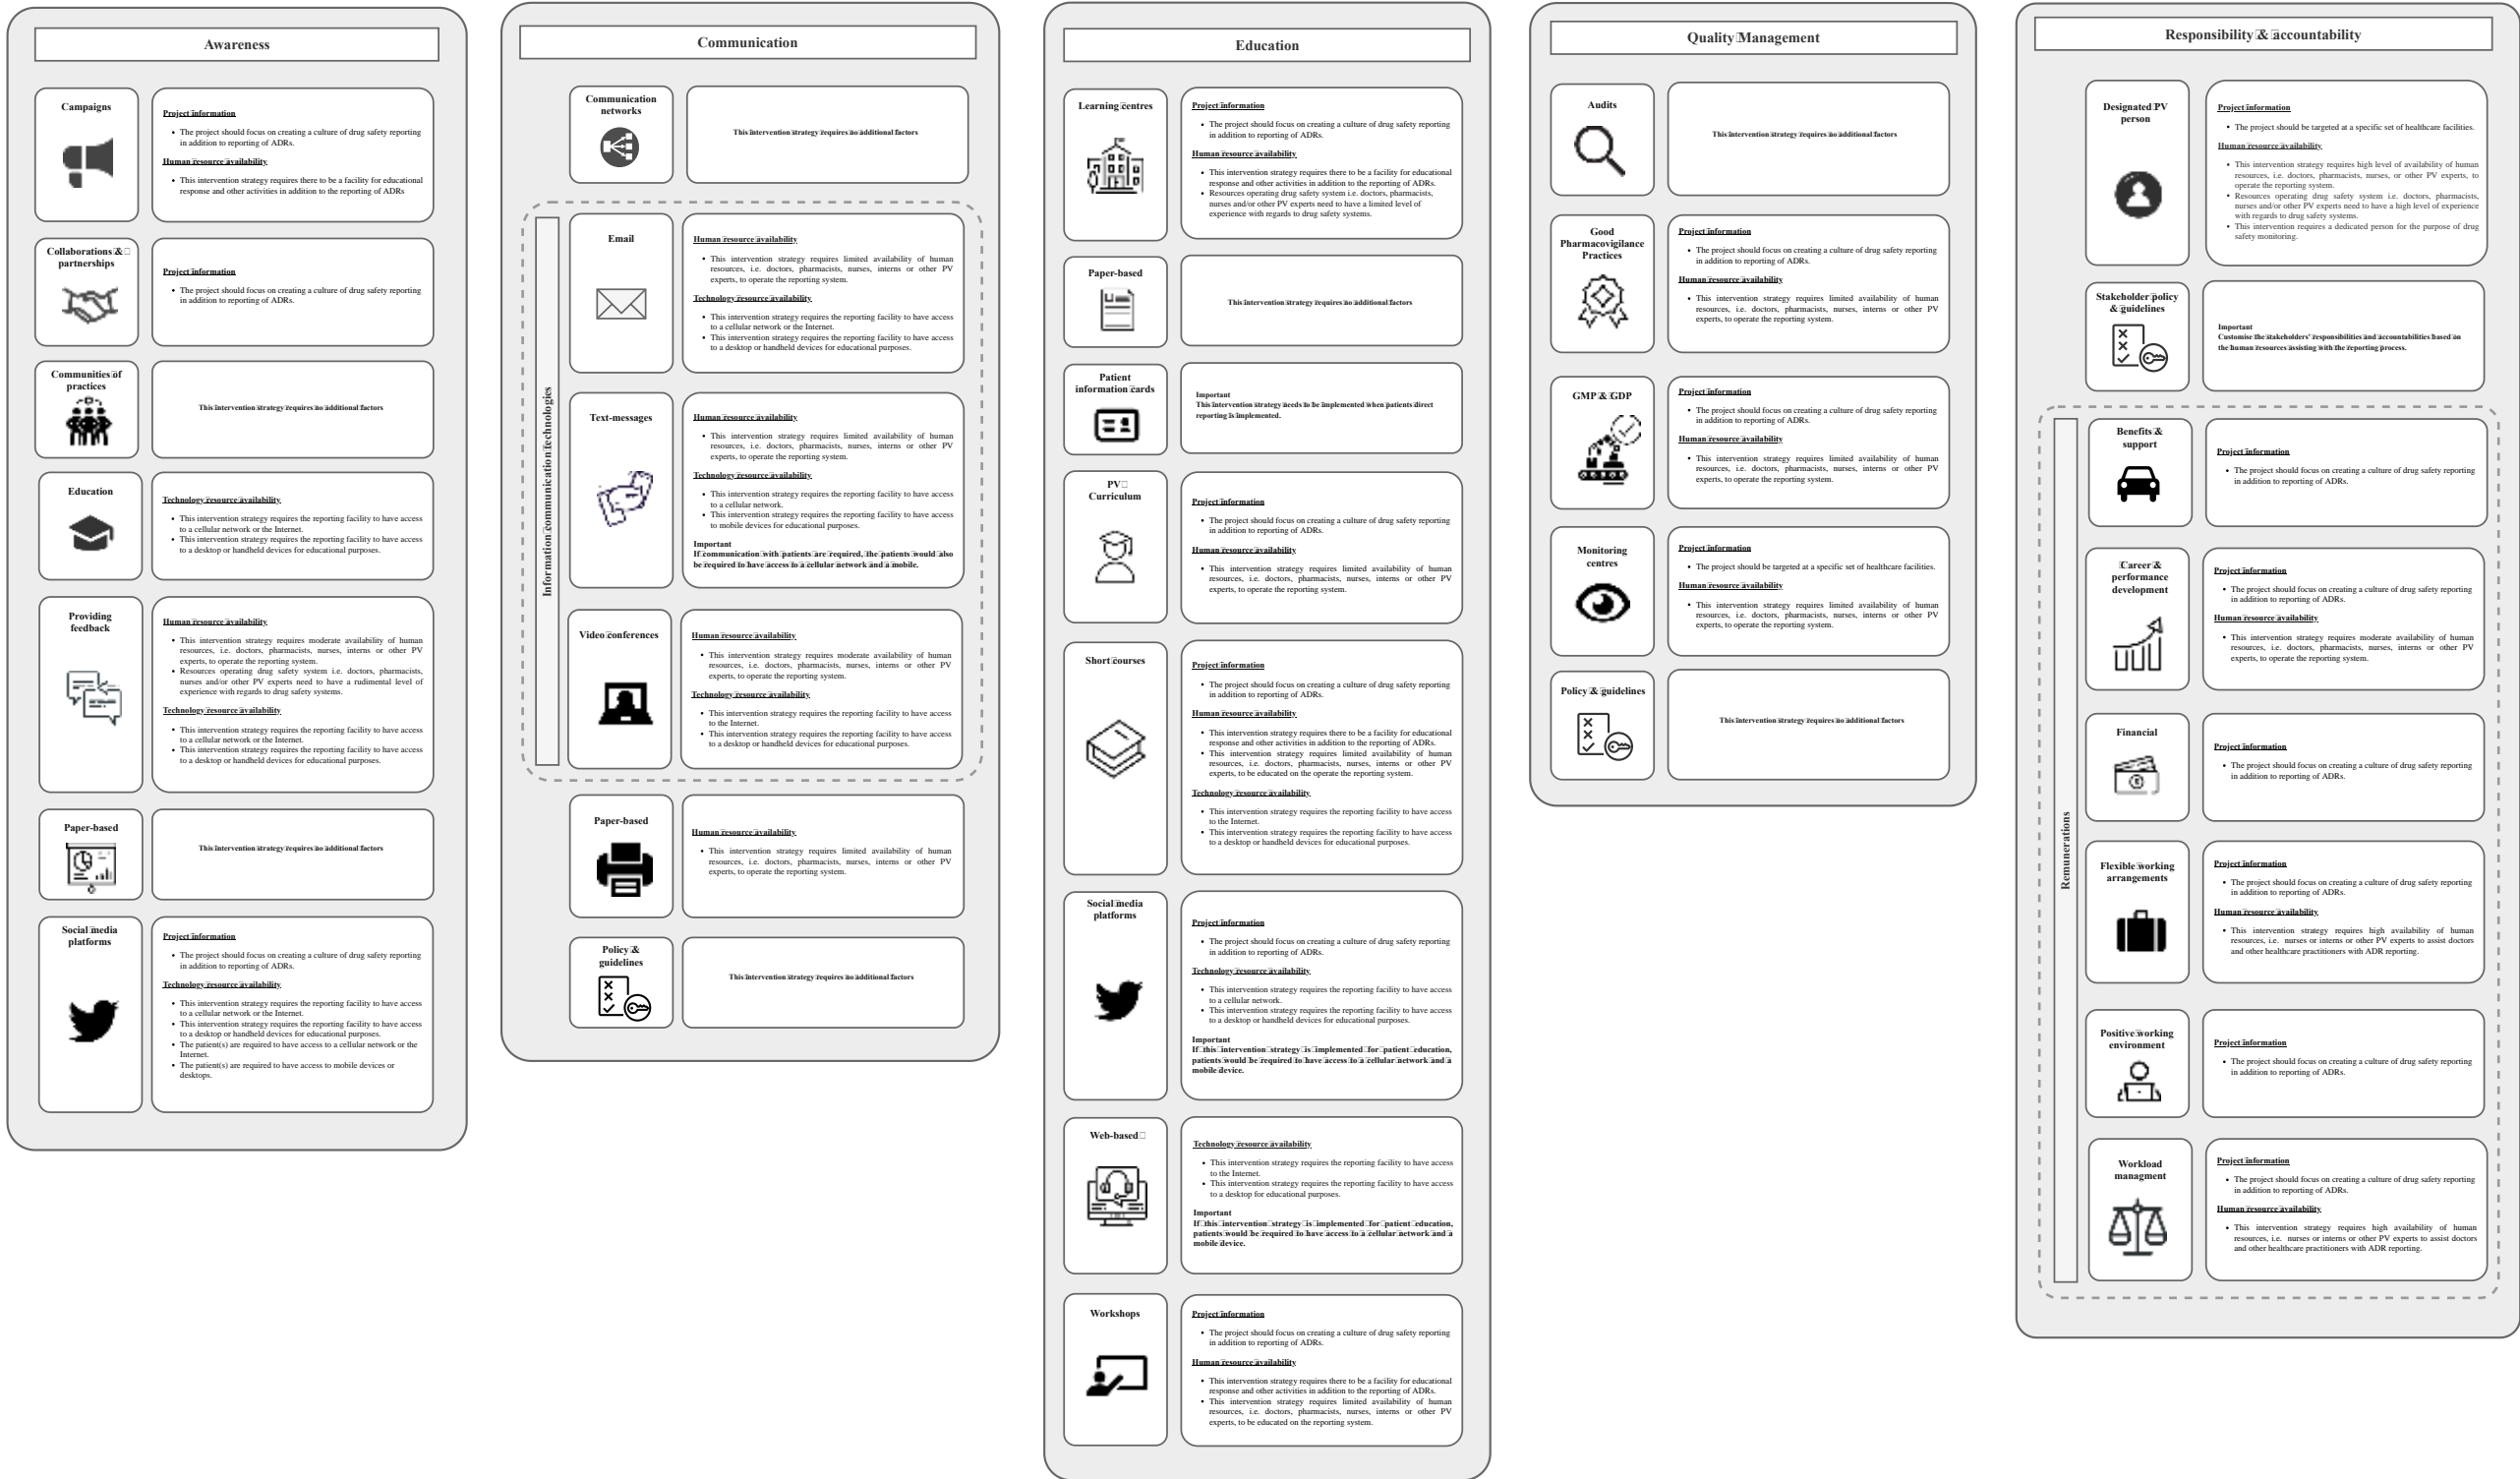 Awareness
Campaigns
Project information
• The project should focus on creating a culture of drug safety reporting
in addition to reporting of ADRs.
Human resource availability
• This intervention strategy requires there to be a facility for educational
response and other activities in addition to the reporting of ADRs
Collaborations &
partnerships
Project information
• The project should focus on creating a culture of drug safety reporting
in addition to reporting of ADRs.
Communities of
practices
This intervention strategy requires no additional factors
Education
Technology resource availability
• This intervention strategy requires the reporting facility to have access
to a cellular network or the Internet.
• This intervention strategy requires the reporting facility to have access
to a desktop or handheld devices for educational purposes.
Providing
feedback
Human resource availability
• This intervention strategy requires moderate availability of human
resources, i.e. doctors, pharmacists, nurses, interns or other PV
experts, to operate the reporting system.
• Resources operating drug safety system i.e. doctors, pharmacists,
nurses and/or other PV experts need to have a rudimental level of
experience with regards to drug safety systems.
Technology resource availability
• This intervention strategy requires the reporting facility to have access
to a cellular network or the Internet.
• This intervention strategy requires the reporting facility to have access
to a desktop or handheld devices for educational purposes.
Paper-based
This intervention strategy requires no additional factors
Social media
platforms
Project information
• The project should focus on creating a culture of drug safety reporting
in addition to reporting of ADRs.
Technology resource availability
• This intervention strategy requires the reporting facility to have access
to a cellular network or the Internet.
• This intervention strategy requires the reporting facility to have access
to a desktop or handheld devices for educational purposes.
• The patient(s) are required to have access to a cellular network or the
Internet.
• The patient(s) are required to have access to mobile devices or
desktops.
Communication
Communication
networks
This intervention strategy requires no additional factors
Information communication technologies
Email
Human resource availability
• This intervention strategy requires limited availability of human
resources, i.e. doctors, pharmacists, nurses, interns or other PV
experts, to operate the reporting system.
Technology resource availability
• This intervention strategy requires the reporting facility to have access
to a cellular network or the Internet.
• This intervention strategy requires the reporting facility to have access
to a desktop or handheld devices for educational purposes.
Text-messages
Human resource availability
• This intervention strategy requires limited availability of human
resources, i.e. doctors, pharmacists, nurses, interns or other PV
experts, to operate the reporting system.
Technology resource availability
• This intervention strategy requires the reporting facility to have access
to a cellular network.
• This intervention strategy requires the reporting facility to have access
to mobile devices for educational purposes.
Important
If communication with patients are required, the patients would also
be required to have access to a cellular network and a mobile.
Video conferences
Human resource availability
• This intervention strategy requires moderate availability of human
resources, i.e. doctors, pharmacists, nurses, interns or other PV
experts, to operate the reporting system.
Technology resource availability
• This intervention strategy requires the reporting facility to have access
to the Internet.
• This intervention strategy requires the reporting facility to have access
to a desktop or handheld devices for educational purposes.
Paper-based
Human resource availability
• This intervention strategy requires limited availability of human
resources, i.e. doctors, pharmacists, nurses, interns or other PV
experts, to operate the reporting system.
Policy &
guidelines
This intervention strategy requires no additional factors
Education
Learning centres
Project information
• The project should focus on creating a culture of drug safety reporting
in addition to reporting of ADRs.
Human resource availability
• This intervention strategy requires there to be a facility for educational
response and other activities in addition to the reporting of ADRs.
• Resources operating drug safety system i.e. doctors, pharmacists,
nurses and/or other PV experts need to have a limited level of
experience with regards to drug safety systems.
Paper-based
This intervention strategy requires no additional factors
Patient
information cards
Important
This intervention strategy needs to be implemented when patients direct
reporting is implemented.
PV
Curriculum
Project information
• The project should focus on creating a culture of drug safety reporting
in addition to reporting of ADRs.
Human resource availability
• This intervention strategy requires limited availability of human
resources, i.e. doctors, pharmacists, nurses, interns or other PV
experts, to operate the reporting system.
Short courses
Project information
• The project should focus on creating a culture of drug safety reporting
in addition to reporting of ADRs.
Human resource availability
• This intervention strategy requires there to be a facility for educational
response and other activities in addition to the reporting of ADRs.
• This intervention strategy requires limited availability of human
resources, i.e. doctors, pharmacists, nurses, interns or other PV
experts, to be educated on the operate the reporting system.
Technology resource availability
• This intervention strategy requires the reporting facility to have access
to the Internet.
• This intervention strategy requires the reporting facility to have access
to a desktop or handheld devices for educational purposes.
Social media
platforms
Project information
• The project should focus on creating a culture of drug safety reporting
in addition to reporting of ADRs.
Technology resource availability
• This intervention strategy requires the reporting facility to have access
to a cellular network.
• This intervention strategy requires the reporting facility to have access
to a desktop or handheld devices for educational purposes.
Important
If this intervention strategy is implemented for patient education,
patients would be required to have access to a cellular network and a
mobile device.
Web-based
Technology resource availability
• This intervention strategy requires the reporting facility to have access
to the Internet.
• This intervention strategy requires the reporting facility to have access
to a desktop for educational purposes.
Important
If this intervention strategy is implemented for patient education,
patients would be required to have access to a cellular network and a
mobile device.
Workshops
Project information
• The project should focus on creating a culture of drug safety reporting
in addition to reporting of ADRs.
Human resource availability
• This intervention strategy requires there to be a facility for educational
response and other activities in addition to the reporting of ADRs.
• This intervention strategy requires limited availability of human
resources, i.e. doctors, pharmacists, nurses, interns or other PV
experts, to be educated on the reporting system.
Quality Management
Audits
This intervention strategy requires no additional factors
Good
Pharmacovigilance
Practices
Project information
• The project should focus on creating a culture of drug safety reporting
in addition to reporting of ADRs.
Human resource availability
• This intervention strategy requires limited availability of human
resources, i.e. doctors, pharmacists, nurses, interns or other PV
experts, to operate the reporting system.
GMP & GDP
Project information
• The project should focus on creating a culture of drug safety reporting
in addition to reporting of ADRs.
Human resource availability
• This intervention strategy requires limited availability of human
resources, i.e. doctors, pharmacists, nurses, interns or other PV
experts, to operate the reporting system.
Monitoring
centres
Project information
• The project should be targeted at a specific set of healthcare facilities.
Human resource availability
• This intervention strategy requires limited availability of human
resources, i.e. doctors, pharmacists, nurses, interns or other PV
experts, to operate the reporting system.
Policy & guidelines
This intervention strategy requires no additional factors
Responsibility & accountability
Designated PV
person
Project information
• The project should be targeted at a specific set of healthcare facilities.
Human resource availability
• This intervention strategy requires high level of availability of human
resources, i.e. doctors, pharmacists, nurses, or other PV experts, to
operate the reporting system.
• Resources operating drug safety system i.e. doctors, pharmacists,
nurses and/or other PV experts need to have a high level of experience
with regards to drug safety systems.
• This intervention requires a dedicated person for the purpose of drug
safety monitoring.
Stakeholder policy
& guidelines
Important
Customise the stakeholders' responsibilities and accountabilities based on
the human resources assisting with the reporting process.
Remunerations
Benefits &
support
Project information
• The project should focus on creating a culture of drug safety reporting
in addition to reporting of ADRs.
Career &
performance
development
Project information
• The project should focus on creating a culture of drug safety reporting
in addition to reporting of ADRs.
Human resource availability
• This intervention strategy requires moderate availability of human
resources, i.e. doctors, pharmacists, nurses, interns or other PV
experts, to operate the reporting system.
Financial
Project information
• The project should focus on creating a culture of drug safety reporting
in addition to reporting of ADRs.
Flexible working
arrangements
Project information
• The project should focus on creating a culture of drug safety reporting
in addition to reporting of ADRs.
Human resource availability
• This intervention strategy requires high availability of human
resources, i.e. nurses or interns or other PV experts to assist doctors
and other healthcare practitioners with ADR reporting.
Positive working
environment
Project information
• The project should focus on creating a culture of drug safety reporting
in addition to reporting of ADRs.
Workload
managment
Project information
• The project should focus on creating a culture of drug safety reporting
in addition to reporting of ADRs.
Human resource availability
• This intervention strategy requires high availability of human
resources, i.e. nurses or interns or other PV experts to assist doctors
and other healthcare practitioners with ADR reporting.